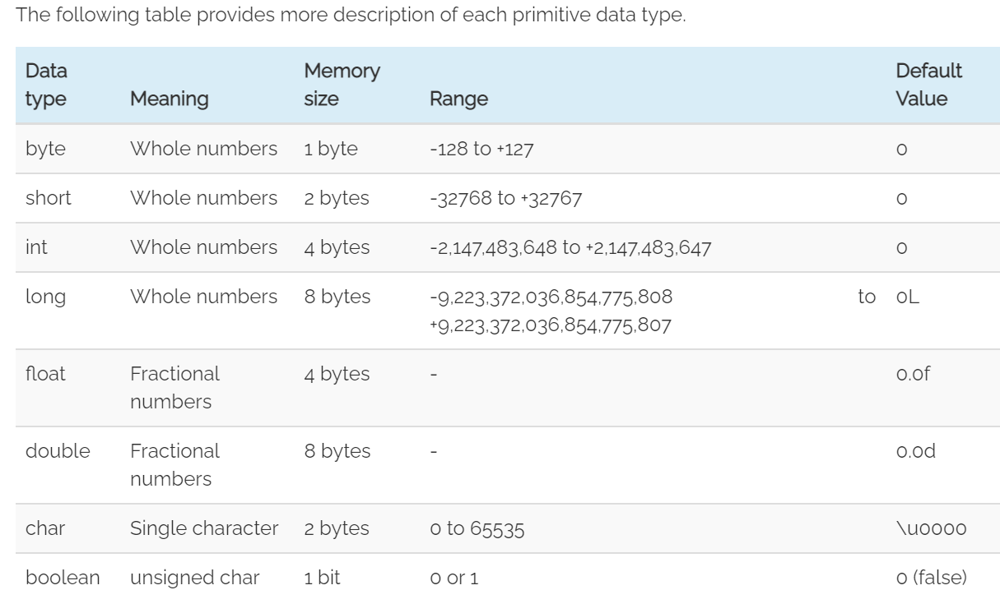 The following table provides more description of each primitive data type.
Data type Meaning Memory size Range Default Value
byte Whole numbers 1 byte -128 to +127 0
short Whole numbers 2 bytes -32768 to +32767 0
int Whole numbers 4 bytes -2,147,483,648 to +2,147,483,647 0
long Whole numbers 8 bytes -9,223,372,036,854,775,808 to +9,223,372,036,854,775,807 0L
float Fractional numbers 4 bytes - 0.0f
double Fractional numbers 8 bytes - 0.0d
char Single character 2 bytes 0 to 65535 \u0000
boolean unsigned char 1 bit 0 or 1 0 (false)